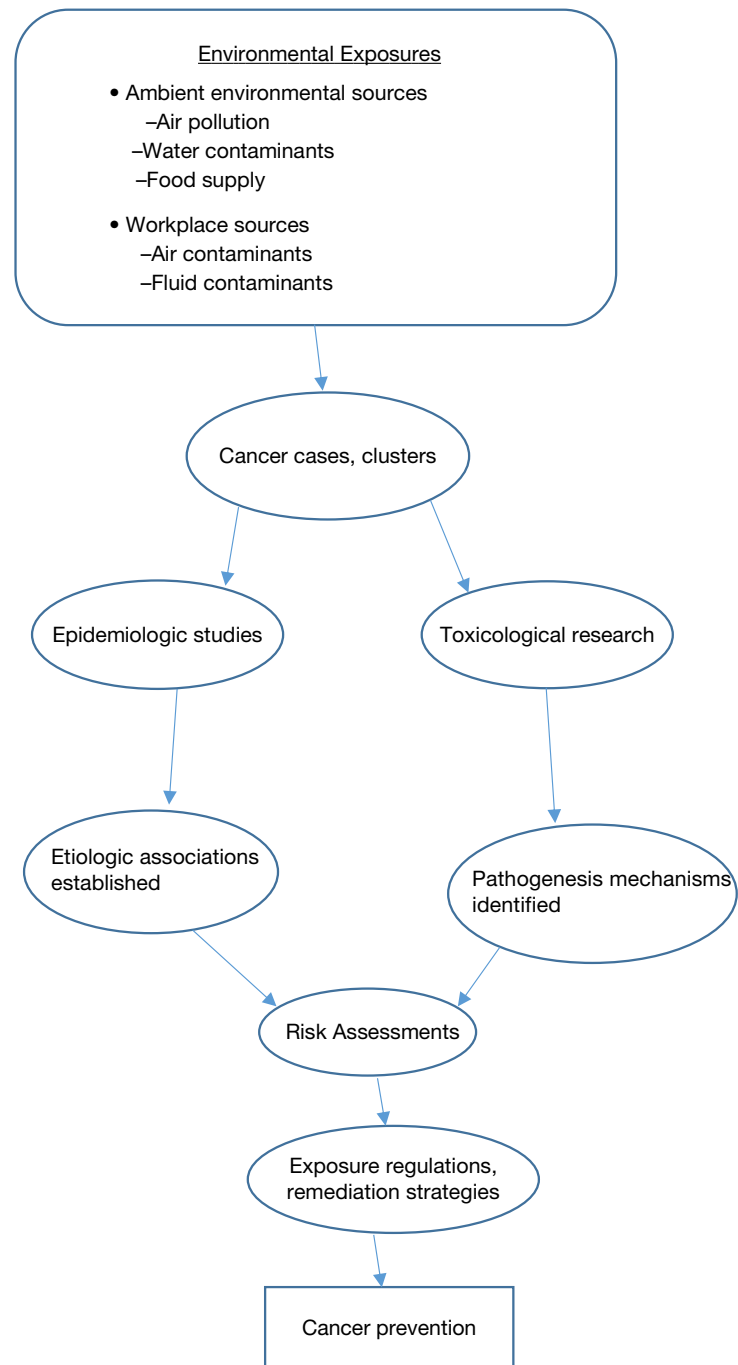 Environmental Exposures
• Ambient environmental sources
–Air pollution
–Water contaminants
–Food supply
• Workplace sources
–Air contaminants
–Fluid contaminants
Cancer cases, clusters
Epidemiologic studies
Toxicological research
Etiologic associations
established
Pathogenesis mechanisms
identified
Risk Assessments
Exposure regulations,
remediation strategies
Cancer prevention